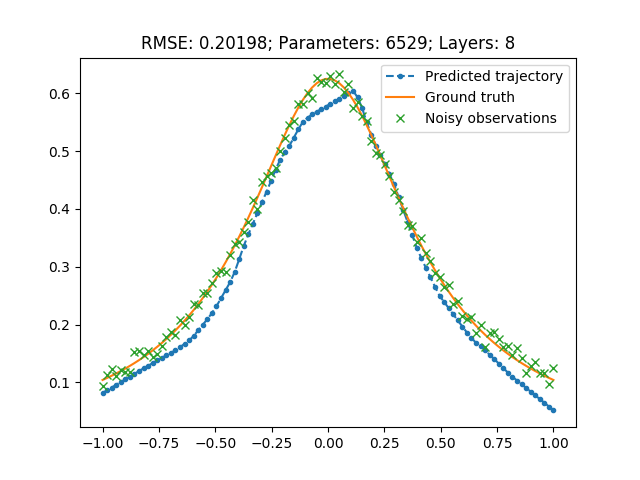 RMSE: 0.20198; Parameters: 6529; Layers: 8
Predicted trajectory
Ground truth
Noisy observations
0.6
0.5
0.4
0.3
0.2
0.1
−1.00 −0.75 −0.50 −0.25 0.00 0.25 0.50 0.75 1.00